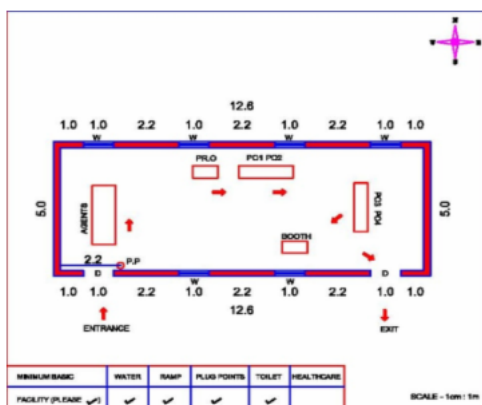 N
W E
S
12.6
1.0 1.0 2.2 1.0 2.2 1.0 2.2 1.0 1.0
W W W W
PR.O PO1 PO2
5.0 AGENTS PO3 PO4 5.0
BOOTH
2.2 P.P
D D
1.0 1.0 2.2 1.0 2.2 1.0 2.2 1.0 1.0
W W
ENTRANCE 12.6 EXIT
MINIMUM BASIC WATER RAMP PLUG POINTS TOILET HEALTHCARE
FACILITY (PLEASE ✓) ✓ ✓ ✓ ✓
SCALE - 1cm : 1m